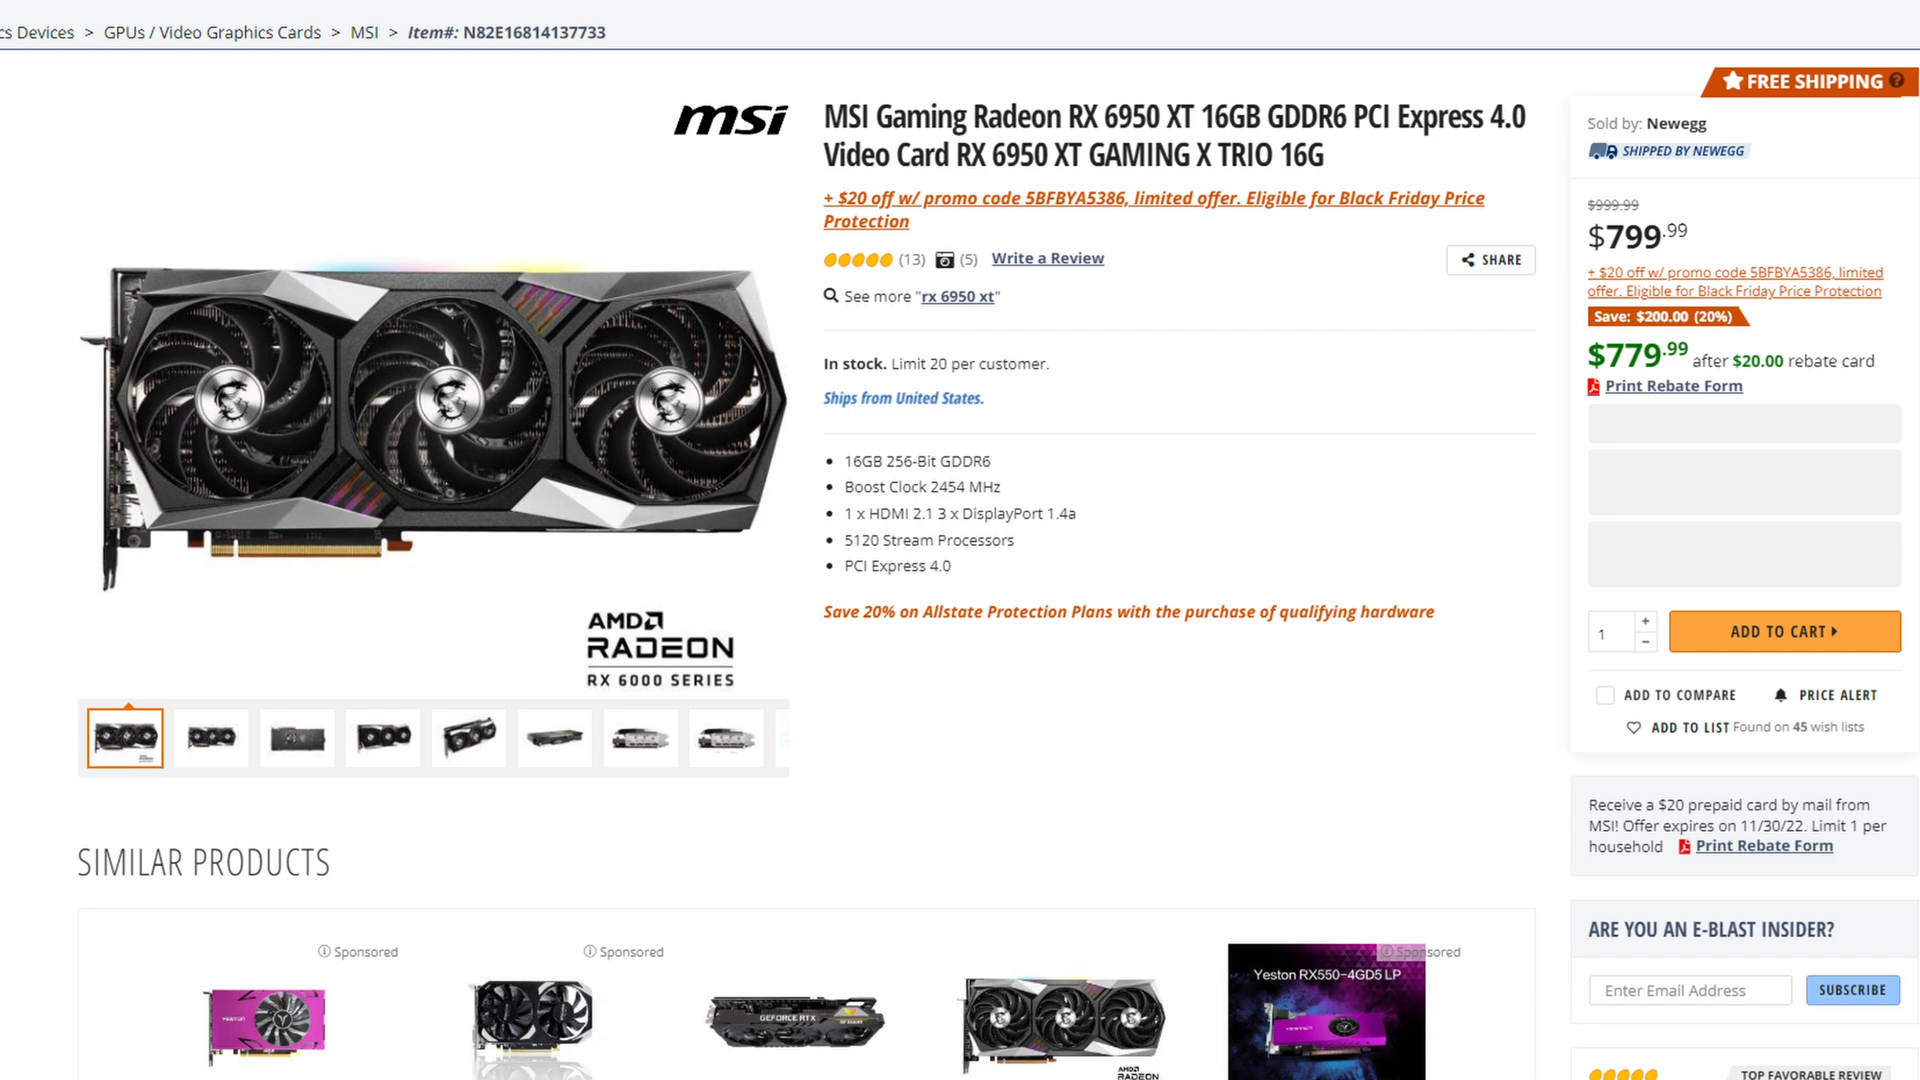 cs Devices > GPUs / Video Graphics Cards > MSI > Item#: N82E16814137733
FREE SHIPPING
msi
MSI Gaming Radeon RX 6950 XT 16GB GDDR6 PCI Express 4.0
Video Card RX 6950 XT GAMING X TRIO 16G
+ $20 off w/ promo code 5BFBYA5386, limited offer. Eligible for Black Friday Price
Protection
(13) (5) Write a Review
SHARE
See more "rx 6950 xt"
In stock. Limit 20 per customer.
Ships from United States.
16GB 256-Bit GDDR6
Boost Clock 2454 MHz
1 x HDMI 2.1 3 x DisplayPort 1.4a
5120 Stream Processors
PCI Express 4.0
Save 20% on Allstate Protection Plans with the purchase of qualifying hardware
AMD
RADEON
RX 6000 SERIES
Sold by: Newegg
SHIPPED BY NEWEGG
$999.99
$799.99
+ $20 off w/ promo code 5BFBYA5386, limited
offer. Eligible for Black Friday Price Protection
Save: $200.00 (20%)
$779.99 after $20.00 rebate card
Print Rebate Form
1 + −
ADD TO CART
ADD TO COMPARE
PRICE ALERT
ADD TO LIST Found on 45 wish lists
Receive a $20 prepaid card by mail from
MSI! Offer expires on 11/30/22. Limit 1 per
household Print Rebate Form
ARE YOU AN E-BLAST INSIDER?
Enter Email Address
SUBSCRIBE
TOP FAVORABLE REVIEW
SIMILAR PRODUCTS
Sponsored
Sponsored
Sponsored
YESTON
GEFORCE RTX
AMD
RADEON
Yeston RX550-4GD5 LP
YESTON